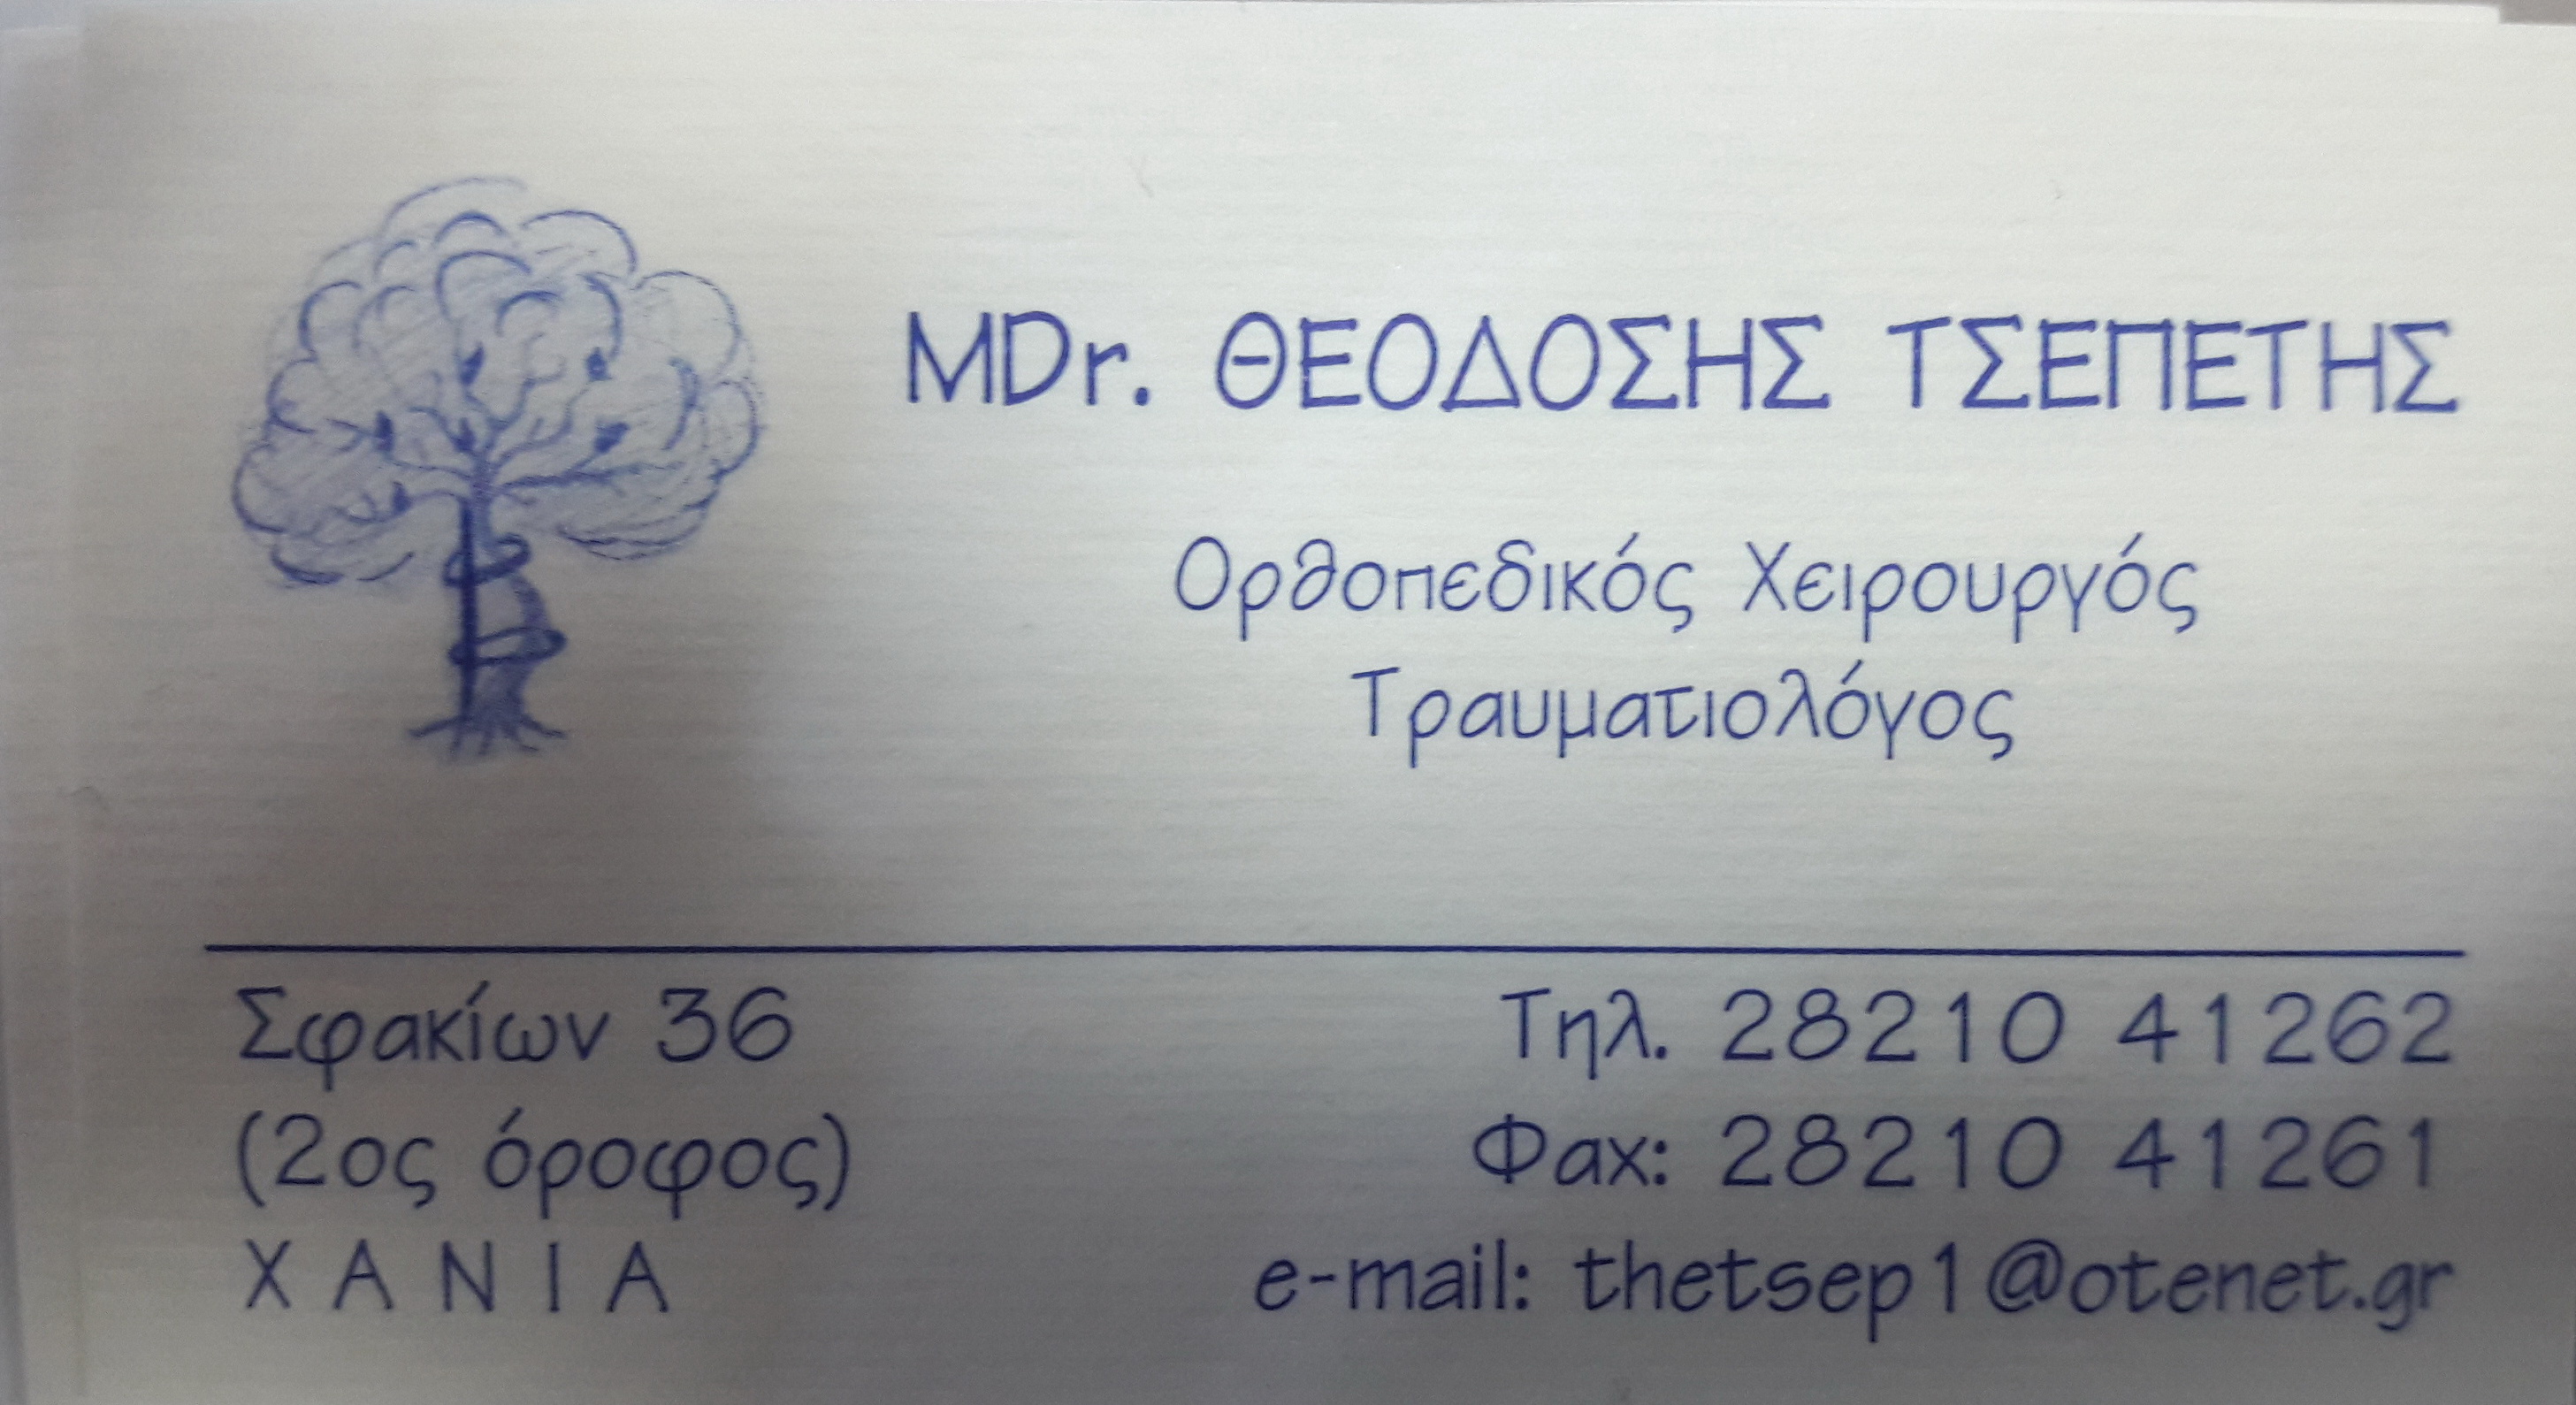 MDr. ΘΕΟΔΟΣΗΣ ΤΣΕΠΕΤΗΣ
Ορθοπεδικός Χειρουργός
Τραυματιολόγος
Σφακίων 36
(2ος όροφος)
ΧΑΝΙΑ
Τηλ. 28210 41262
Φαχ: 28210 41261
e-mail: thetsep1@otenet.gr